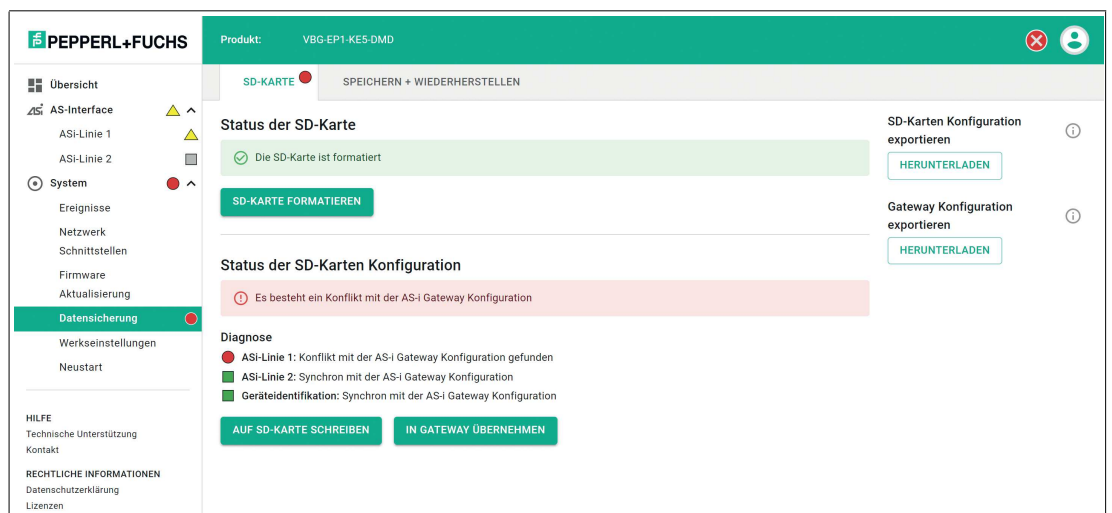 PEPPERL+FUCHS
Produkt: VBG-EP1-KE5-DMD
Übersicht
AS-Interface
ASi-Linie 1
ASi-Linie 2
System
Ereignisse
Netzwerk
Schnittstellen
Firmware
Aktualisierung
Datensicherung
Werkseinstellungen
Neustart
HILFE
Technische Unterstützung
Kontakt
RECHTLICHE INFORMATIONEN
Datenschutzerklärung
Lizenzen
SD-KARTE SPEICHERN + WIEDERHERSTELLEN
Status der SD-Karte
Die SD-Karte ist formatiert
SD-KARTE FORMATIEREN
Status der SD-Karten Konfiguration
Es besteht ein Konflikt mit der AS-i Gateway Konfiguration
Diagnose
ASi-Linie 1: Konflikt mit der AS-i Gateway Konfiguration gefunden
ASi-Linie 2: Synchron mit der AS-i Gateway Konfiguration
Geräteidentifikation: Synchron mit der AS-i Gateway Konfiguration
AUF SD-KARTE SCHREIBEN IN GATEWAY ÜBERNEHMEN
SD-Karten Konfiguration
exportieren
HERUNTERLADEN
Gateway Konfiguration
exportieren
HERUNTERLADEN